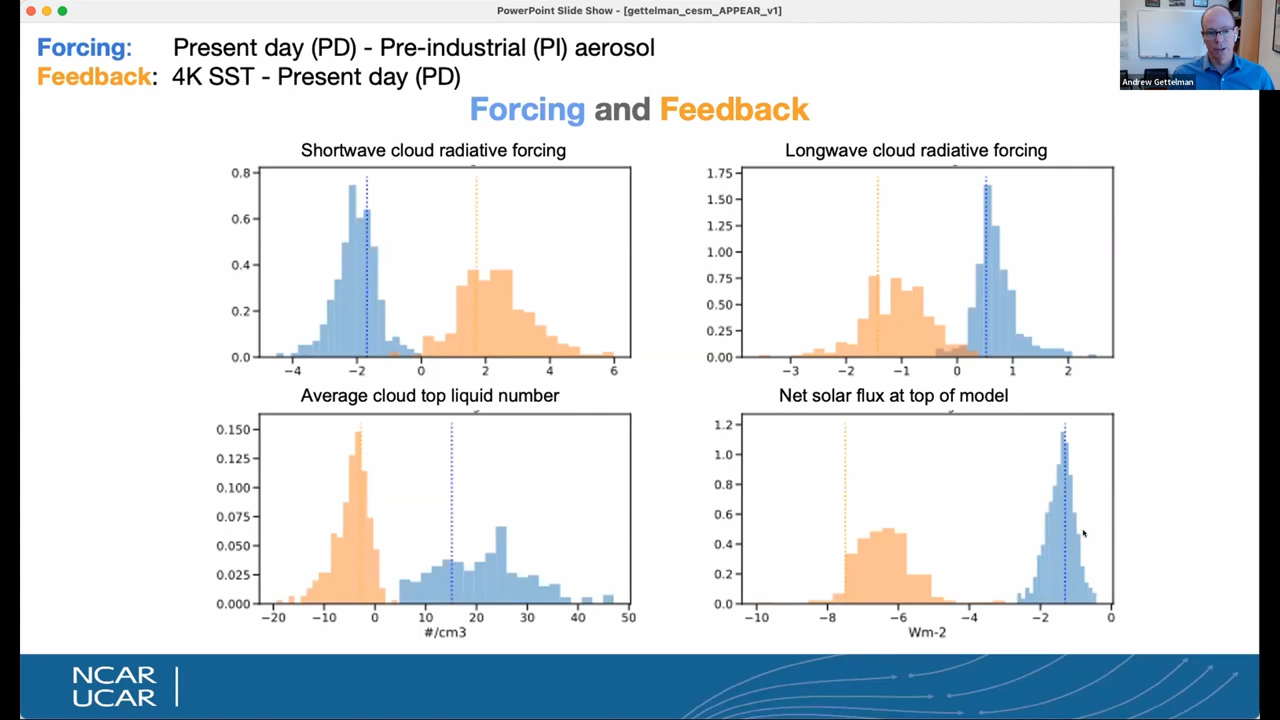 PowerPoint Slide Show - [gettelman_cesm_APPEAR_v1]
Andrew Gettelman
Forcing: Present day (PD) - Pre-industrial (PI) aerosol
Feedback: 4K SST - Present day (PD)
Forcing and Feedback
Shortwave cloud radiative forcing
0.8
0.6
0.4
0.2
0.0
−4 −2 0 2 4 6
Longwave cloud radiative forcing
1.75
1.50
1.25
1.00
0.75
0.50
0.25
0.00
−3 −2 −1 0 1 2
Average cloud top liquid number
0.150
0.125
0.100
0.075
0.050
0.025
0.000
−20 −10 0 10 20 30 40 50
#/cm3
Net solar flux at top of model
1.2
1.0
0.8
0.6
0.4
0.2
0.0
−10 −8 −6 −4 −2 0
Wm-2
NCAR
UCAR